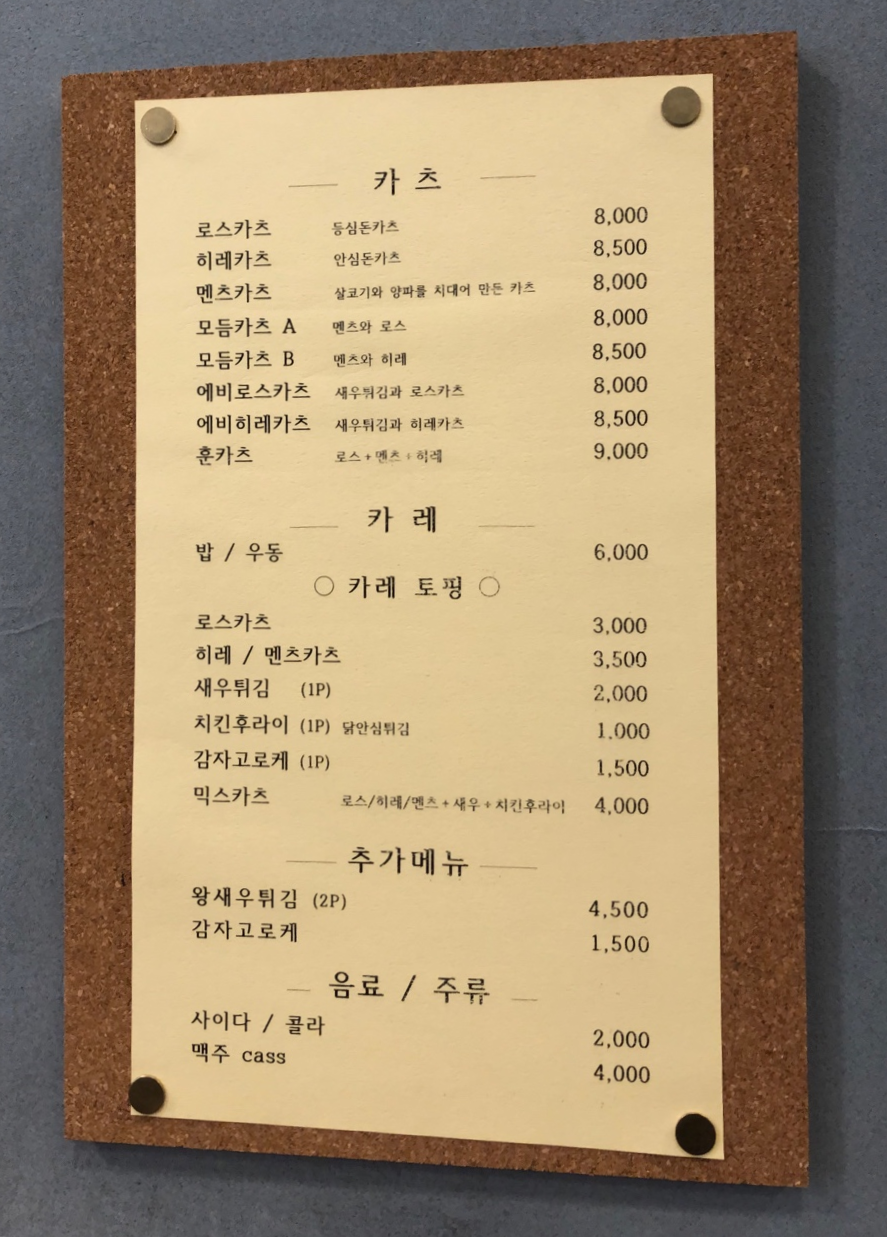 카 츠
로스카츠 등심돈카츠 8,000
히레카츠 안심돈카츠 8,500
멘츠카츠 살코기와 양파를 치대어 만든 카츠 8,000
모듬카츠 A 멘츠와 로스 8,000
모듬카츠 B 멘츠와 히레 8,500
에비로스카츠 새우튀김과 로스카츠 8,000
에비히레카츠 새우튀김과 히레카츠 8,500
훈카츠 로스+멘츠+히레 9,000
카 레
밥 / 우동 6,000
○ 카레 토핑 ○
로스카츠 3,000
히레 / 멘츠카츠 3,500
새우튀김 (1P) 2,000
치킨후라이 (1P) 닭안심튀김 1.000
감자고로케 (1P) 1,500
믹스카츠 로스/히레/멘츠+새우+치킨후라이 4,000
추가메뉴
왕새우튀김 (2P) 4,500
감자고로케 1,500
음료 / 주류
사이다 / 콜라 2,000
맥주 cass 4,000